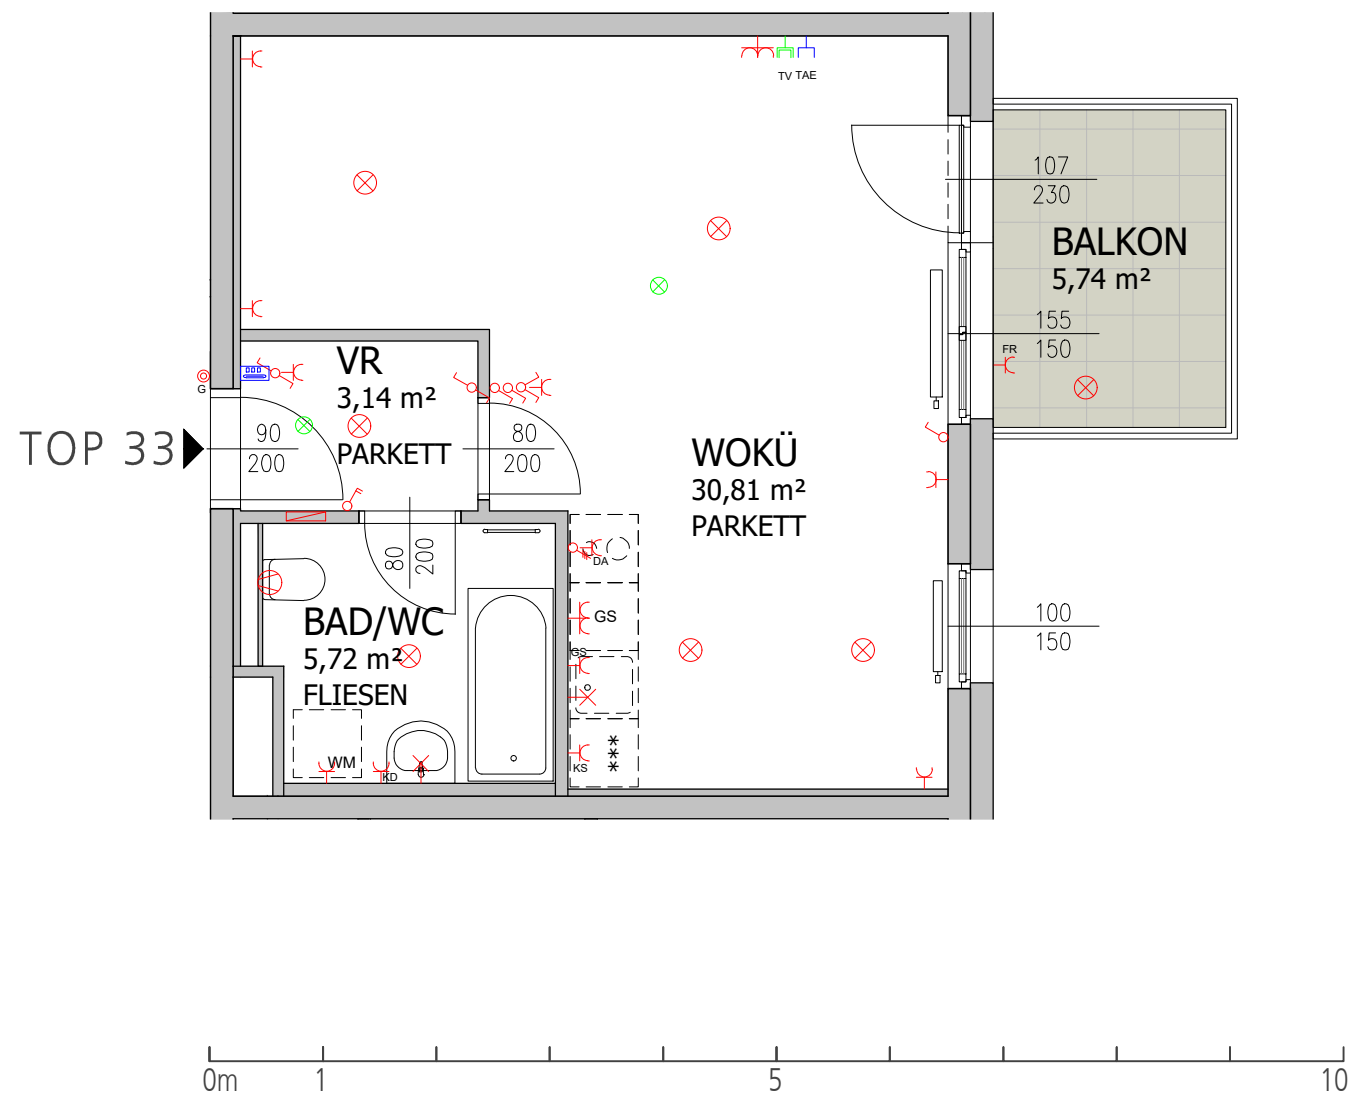 TV TAE
107
230
BALKON
5,74 m²
155
150
FR
VR
3,14 m²
PARKETT
G
TOP 33
90
200
80
200
WOKÜ
30,81 m²
PARKETT
80
200
DA
GS
GS
BAD/WC
5,72 m²
FLIESEN
100
150
WM
KD
KS
***
0m 1 5 10